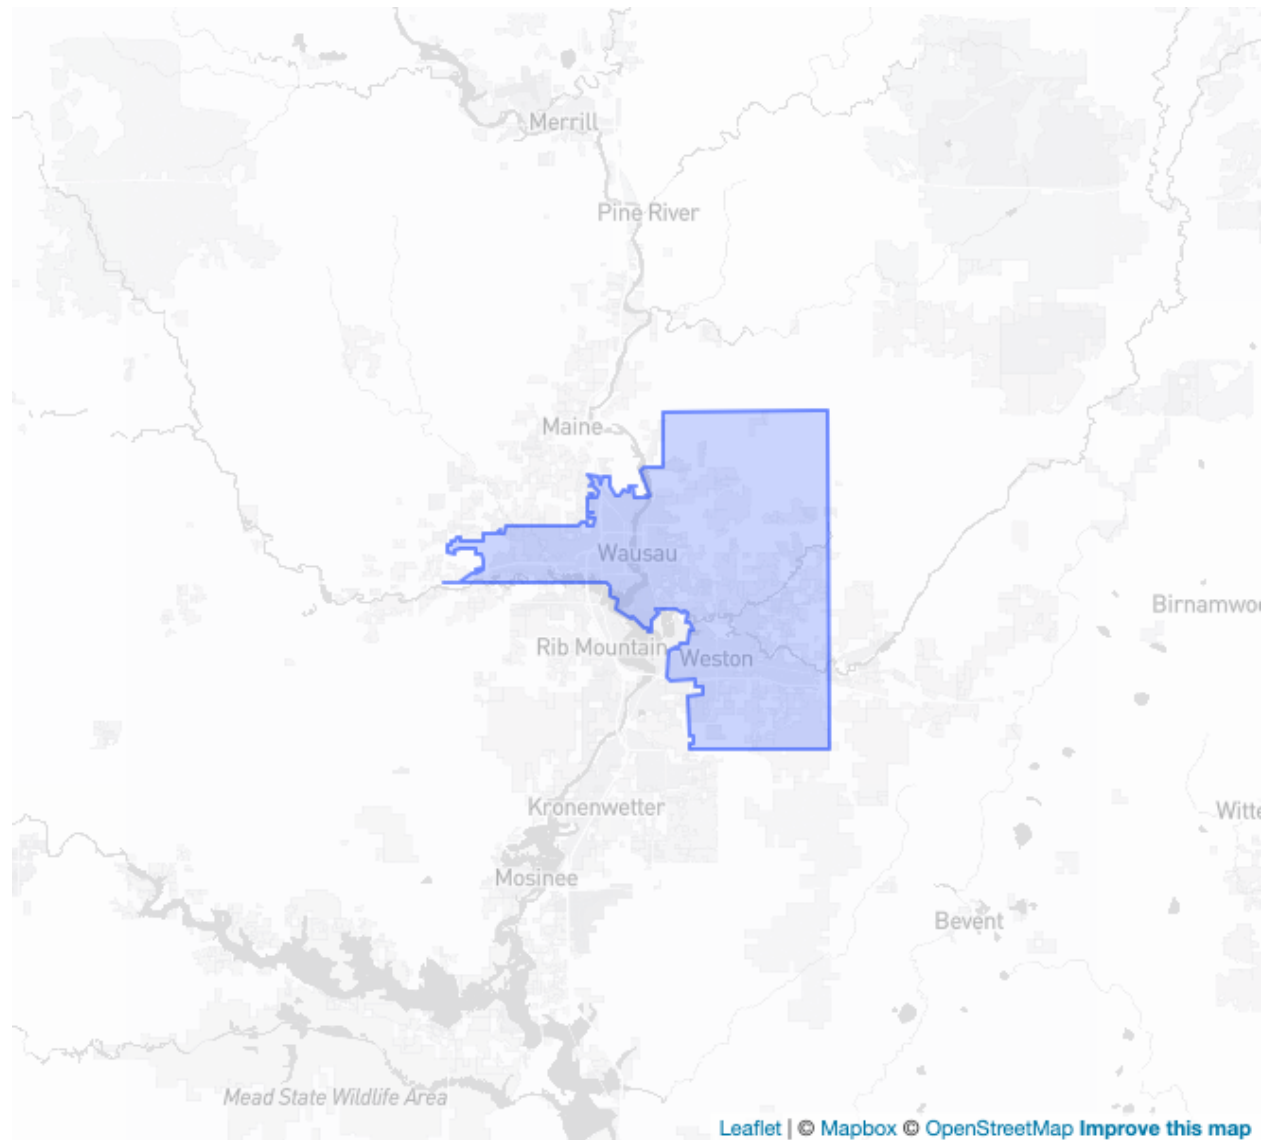 Merrill
Pine River
Maine
Wausau
Birnamwoo
Rib Mountain
Weston
Kronenwetter
Witte
Mosinee
Bevent
Mead State Wildlife Area
Leaflet | © Mapbox © OpenStreetMap Improve this map